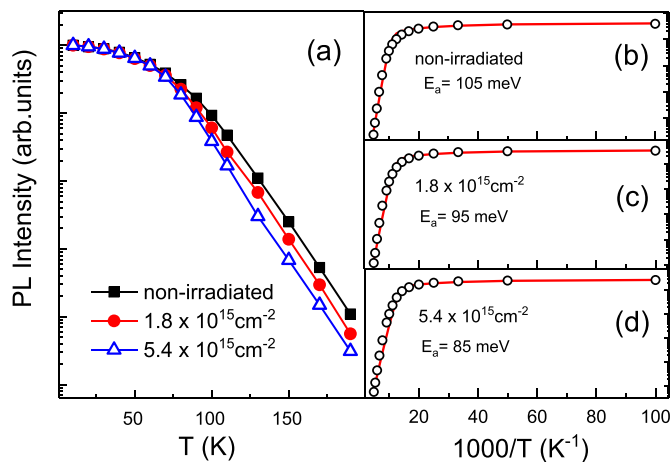 PL Intensity (arb.units)
(a)
non-irradiated
1.8 x 10¹⁵cm⁻²
5.4 x 10¹⁵cm⁻²
50 100 150
T (K)
(b)
non-irradiated
Eₐ= 105 meV
(c)
1.8 x 10¹⁵cm⁻²
Eₐ= 95 meV
(d)
5.4 x 10¹⁵cm⁻²
Eₐ= 85 meV
20 40 60 80 100
1000/T (K⁻¹)